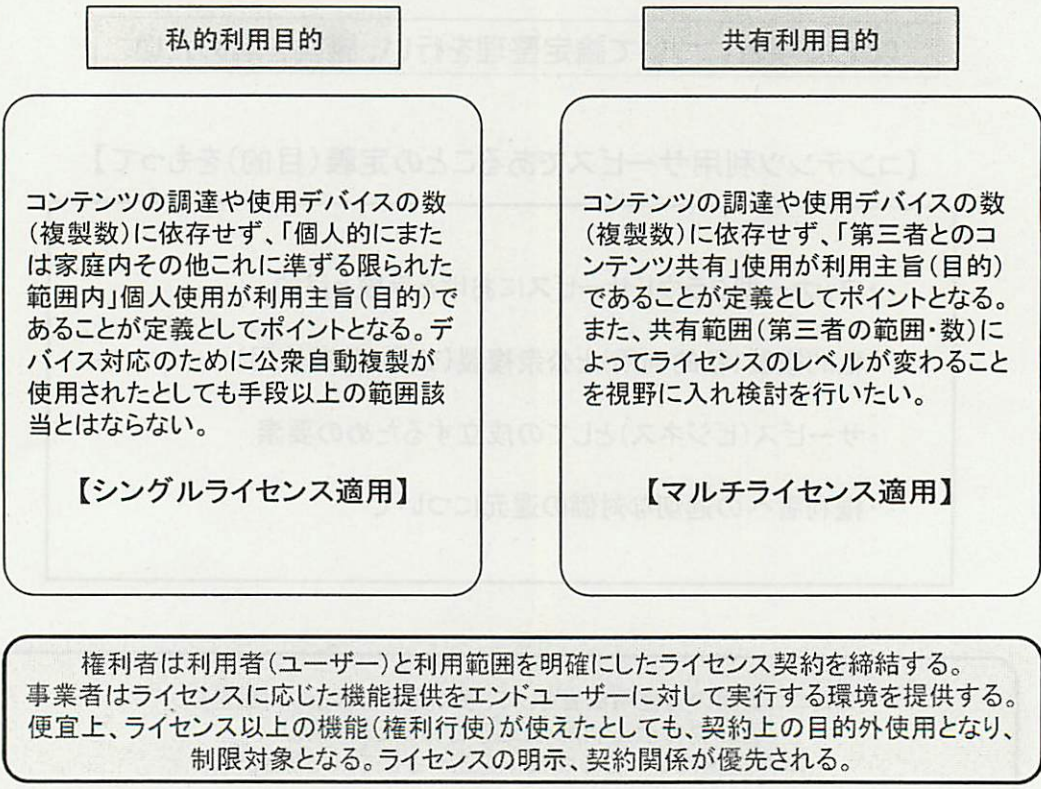 私的利用目的
共有利用目的
コンテンツの調達や使用デバイスの数
(複製数)に依存せず、「個人的にまた
は家庭内その他これに準ずる限られた
範囲内」個人使用が利用主旨(目的)で
あることが定義としてポイントとなる。デ
バイス対応のために公衆自動複製が
使用されたとしても手段以上の範囲該
当とはならない。
【シングルライセンス適用】
コンテンツの調達や使用デバイスの数
(複製数)に依存せず、「第三者とのコ
ンテンツ共有」使用が利用主旨(目的)
であることが定義としてポイントとなる。
また、共有範囲(第三者の範囲・数)に
よってライセンスのレベルが変わること
を視野に入れ検討を行いたい。
【マルチライセンス適用】
権利者は利用者(ユーザー)と利用範囲を明確にしたライセンス契約を締結する。
事業者はライセンスに応じた機能提供をエンドユーザーに対して実行する環境を提供する。
便宜上、ライセンス以上の機能(権利行使)が使えたとしても、契約上の目的外使用となり、
制限対象となる。ライセンスの明示、契約関係が優先される。